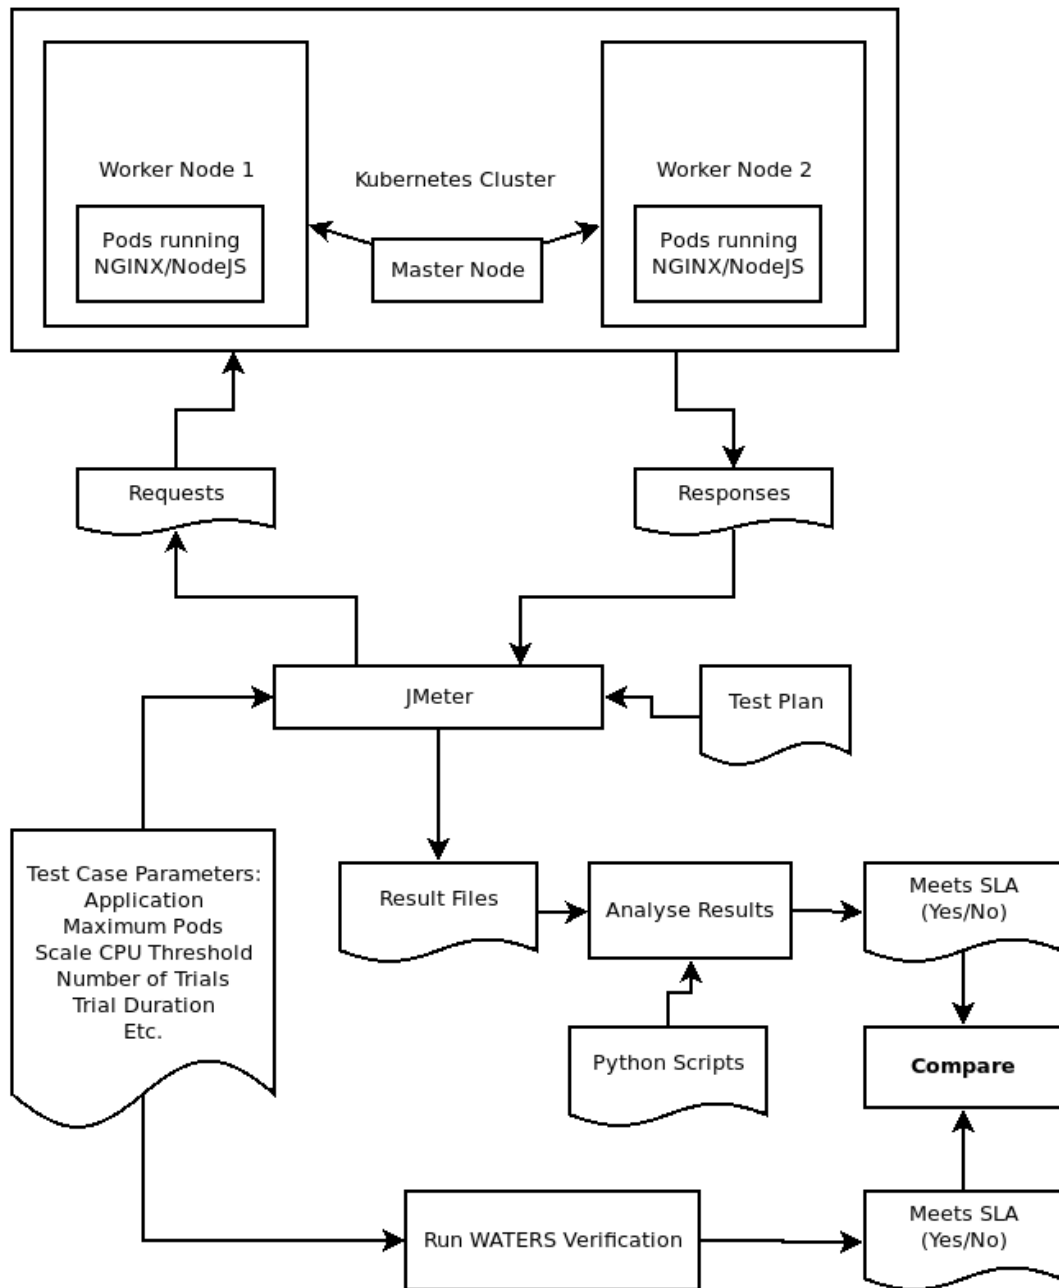 Worker Node 1
Kubernetes Cluster
Worker Node 2
Pods running
NGINX/NodeJS
Master Node
Pods running
NGINX/NodeJS
Requests
Responses
JMeter
Test Plan
Test Case Parameters:
Application
Maximum Pods
Scale CPU Threshold
Number of Trials
Trial Duration
Etc.
Result Files
Analyse Results
Meets SLA
(Yes/No)
Python Scripts
Compare
Run WATERS Verification
Meets SLA
(Yes/No)